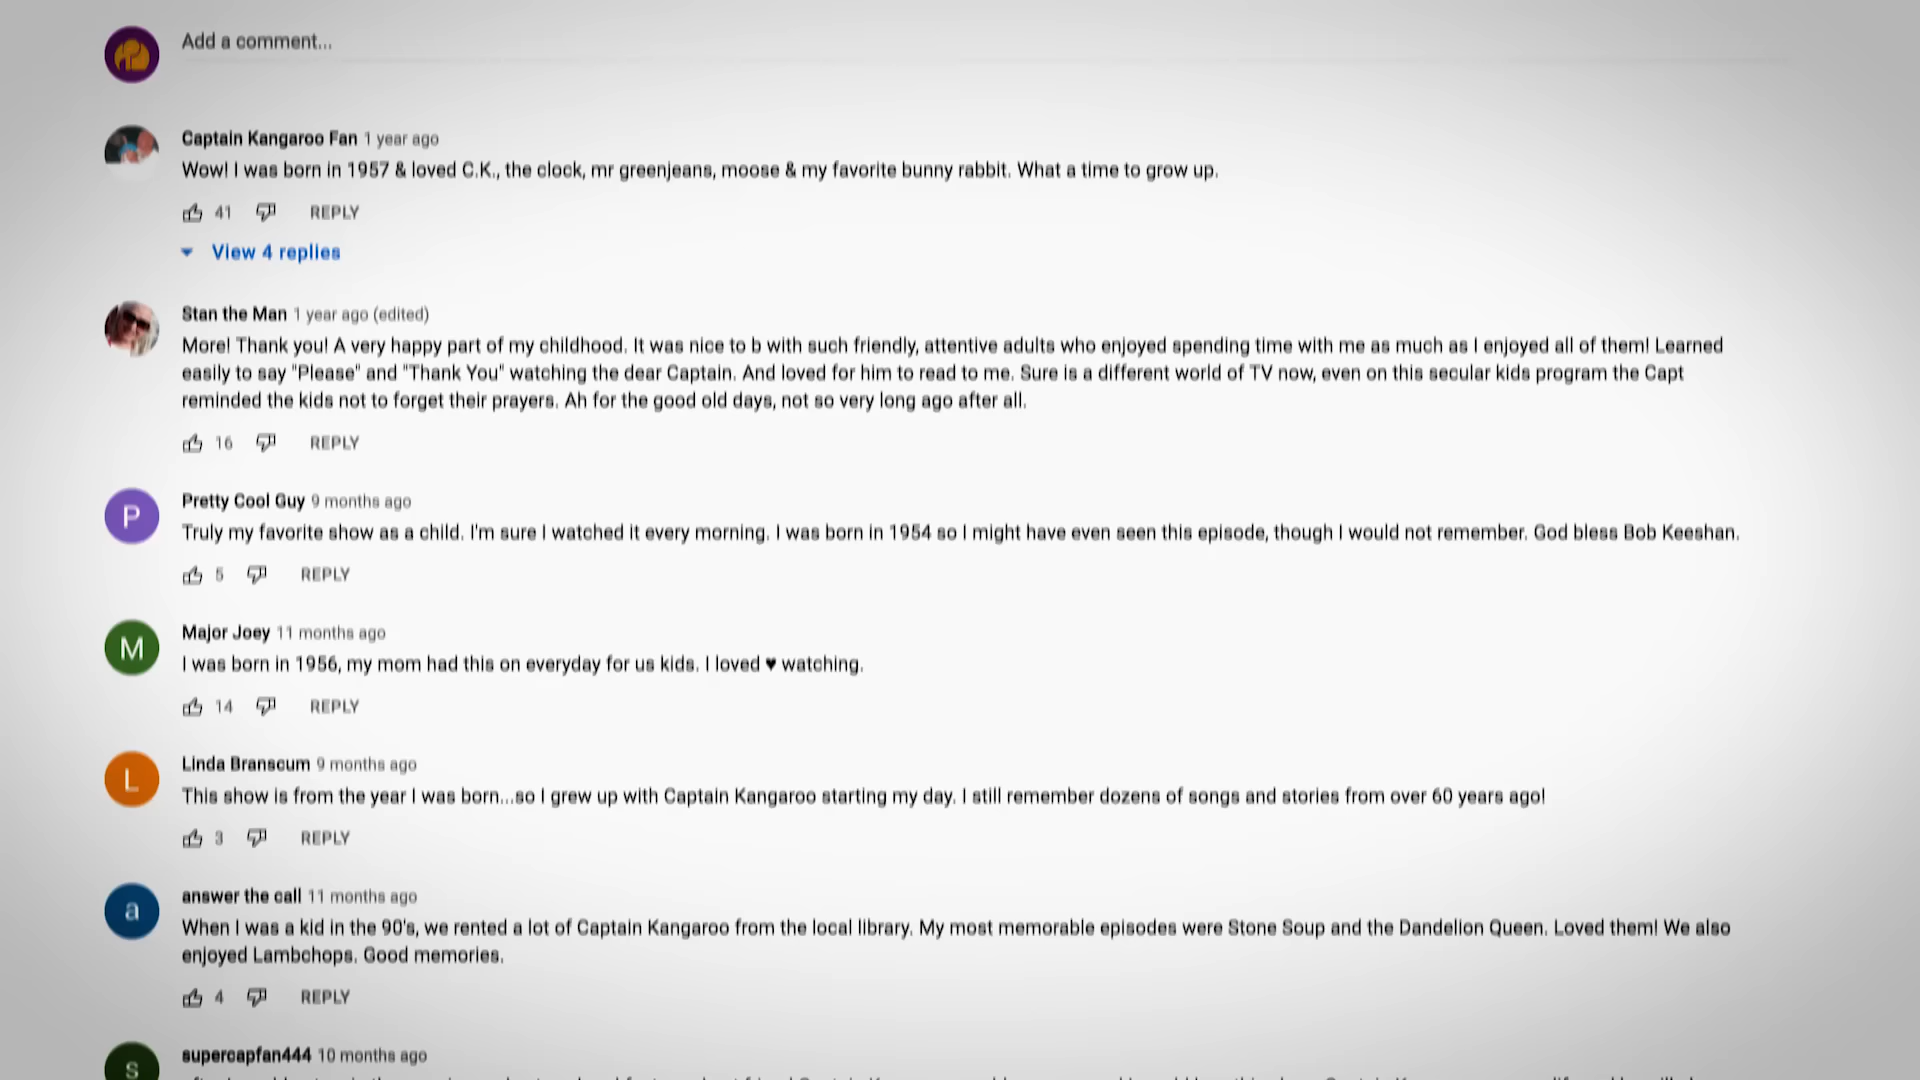 Add a comment...
Captain Kangaroo Fan 1 year ago
Wow! I was born in 1957 & loved C.K., the clock, mr greenjeans, moose & my favorite bunny rabbit. What a time to grow up.
41 REPLY
View 4 replies
Stan the Man 1 year ago (edited)
More! Thank you! A very happy part of my childhood. It was nice to b with such friendly, attentive adults who enjoyed spending time with me as much as I enjoyed all of them! Learned
easily to say "Please" and "Thank You" watching the dear Captain. And loved for him to read to me. Sure is a different world of TV now, even on this secular kids program the Capt
reminded the kids not to forget their prayers. Ah for the good old days, not so very long ago after all.
16 REPLY
P
Pretty Cool Guy 9 months ago
Truly my favorite show as a child. I'm sure I watched it every morning. I was born in 1954 so I might have even seen this episode, though I would not remember. God bless Bob Keeshan.
5 REPLY
M
Major Joey 11 months ago
I was born in 1956, my mom had this on everyday for us kids. I loved ♥ watching.
14 REPLY
L
Linda Branscum 9 months ago
This show is from the year I was born...so I grew up with Captain Kangaroo starting my day. I still remember dozens of songs and stories from over 60 years ago!
3 REPLY
a
answer the call 11 months ago
When I was a kid in the 90's, we rented a lot of Captain Kangaroo from the local library. My most memorable episodes were Stone Soup and the Dandelion Queen. Loved them! We also
enjoyed Lambchops. Good memories.
4 REPLY
s
supercapfan444 10 months ago